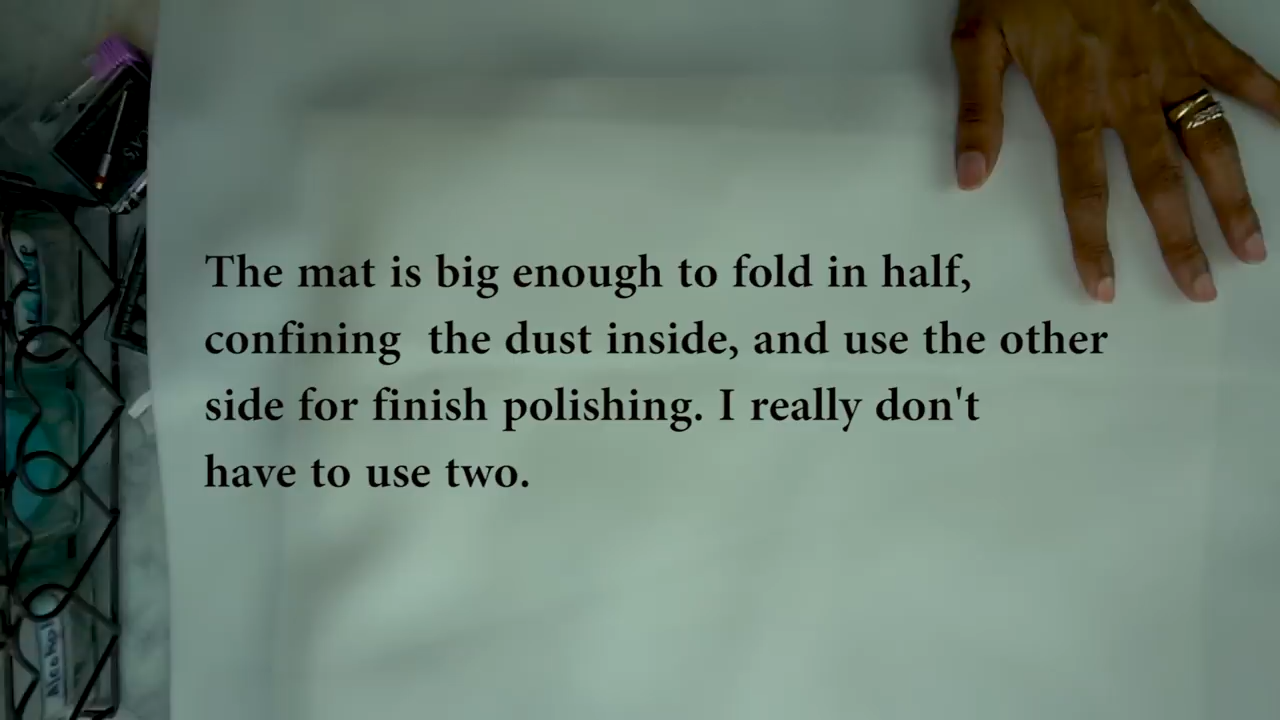 The mat is big enough to fold in half,
confining  the dust inside, and use the other
side for finish polishing. I really don't
have to use two.
Alcohol